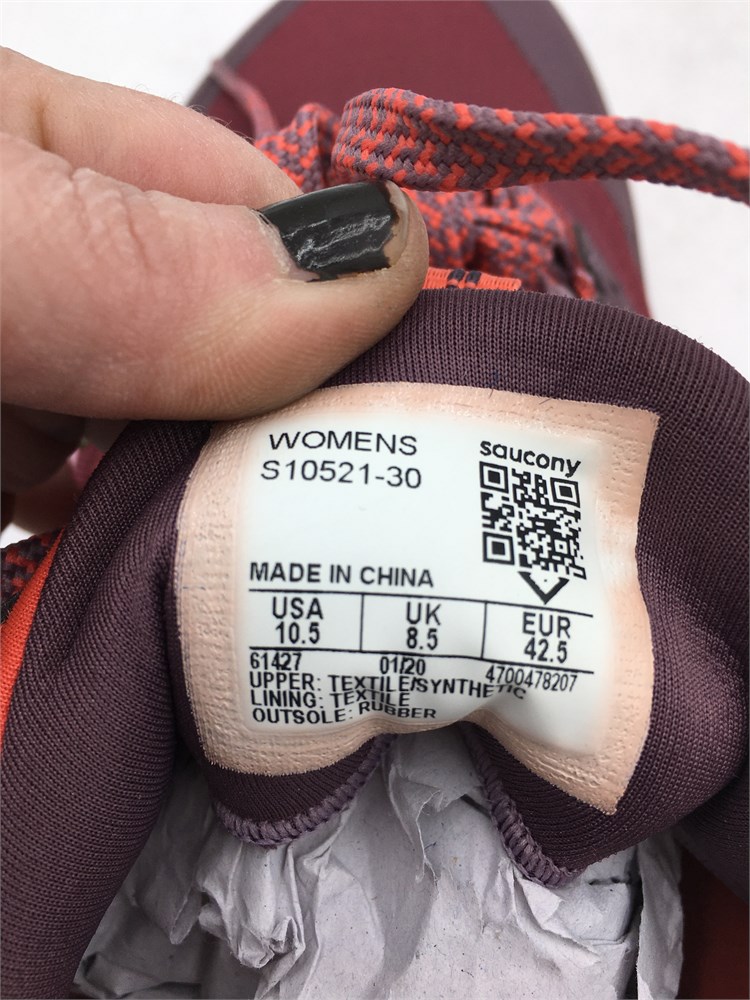 WOMENS
S10521-30
saucony
MADE IN CHINA
USA UK EUR
10.5 8.5 42.5
61427 01/20 4700478207
UPPER: TEXTILE/SYNTHETIC
LINING: TEXTILE
OUTSOLE: RUBBER